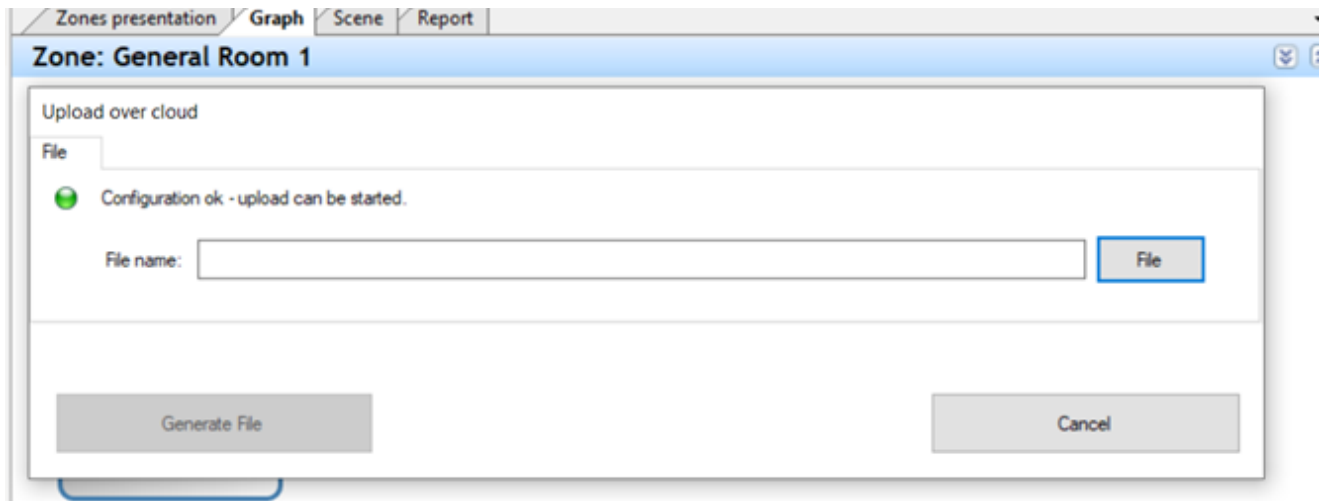 Zones presentation Graph Scene Report
Zone: General Room 1
Upload over cloud
File
Configuration ok - upload can be started.
File name: File
Generate File Cancel